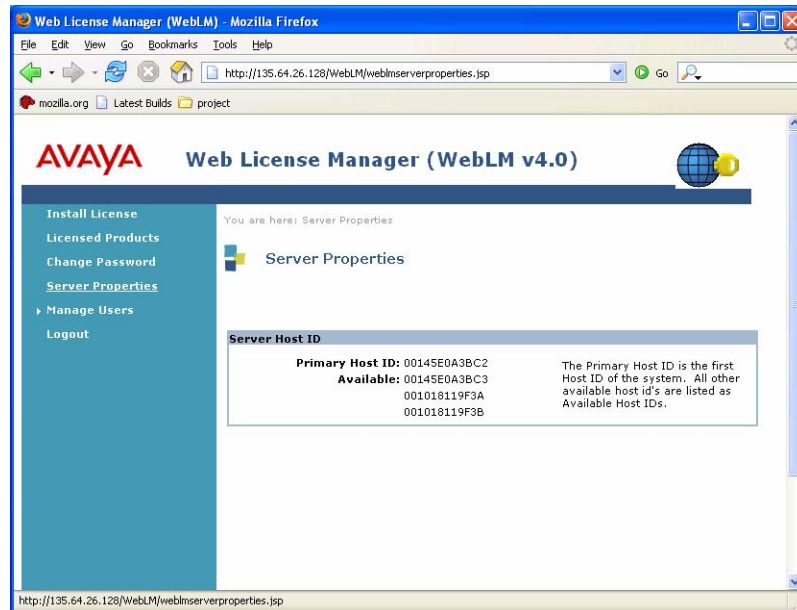 Web License Manager (WebLM) - Mozilla Firefox
File Edit View Go Bookmarks Tools Help
http://135.64.26.128/WebLM/weblmserverproperties.jsp Go
mozilla.org Latest Builds project
AVAYA Web License Manager (WebLM v4.0)
Install License
Licensed Products
Change Password
Server Properties
Manage Users
Logout
You are here: Server Properties
Server Properties
Server Host ID
Primary Host ID: 00145E0A3BC2
Available: 00145E0A3BC3
001018119F3A
001018119F3B
The Primary Host ID is the first
Host ID of the system. All other
available host id's are listed as
Available Host IDs.
http://135.64.26.128/WebLM/weblmserverproperties.jsp